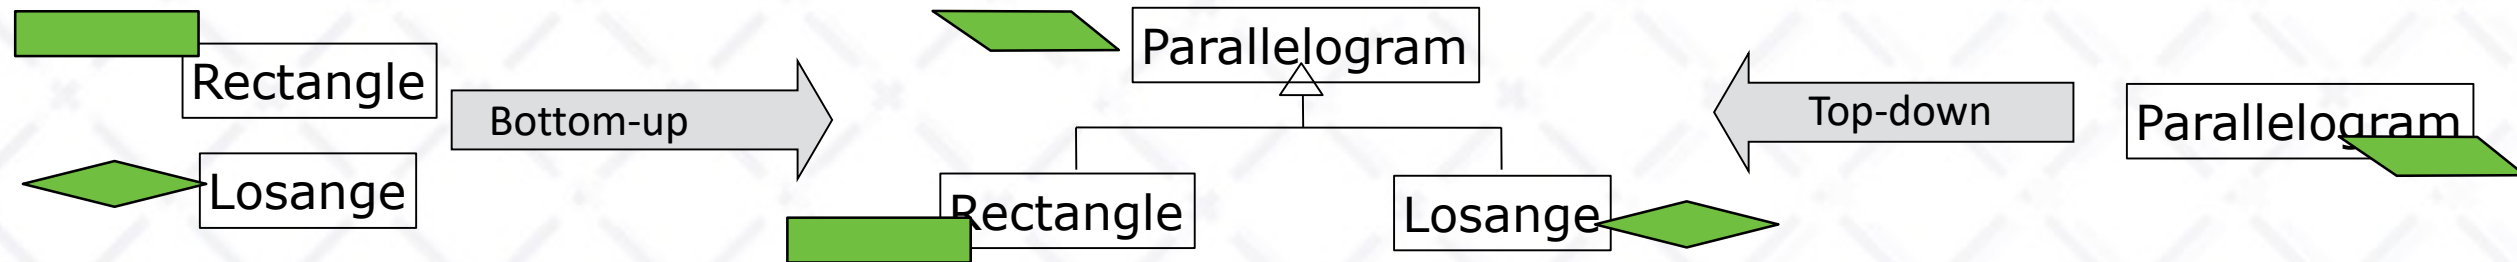 Rectangle
Losange
Bottom-up
Parallelogram
Rectangle
Losange
Top-down
Parallelogram